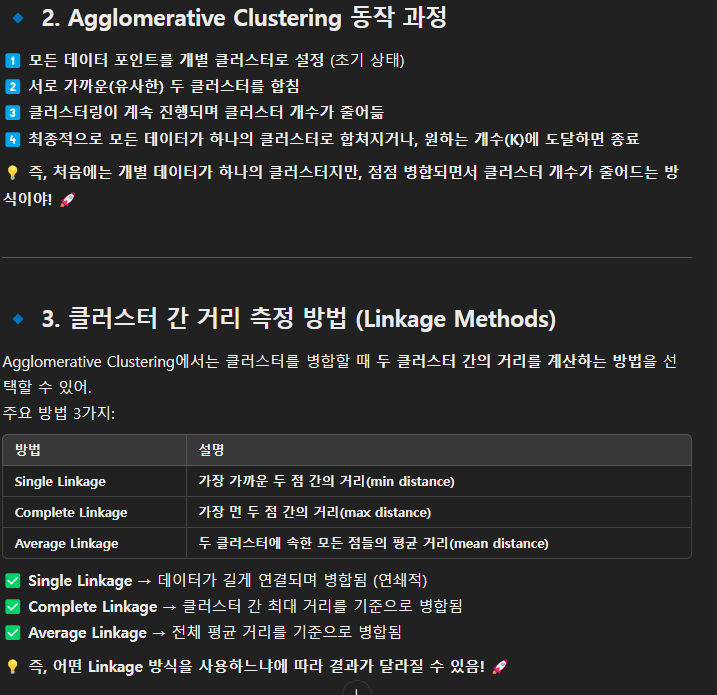 🔹 2. Agglomerative Clustering 동작 과정
1️⃣ 모든 데이터 포인트를 개별 클러스터로 설정 (초기 상태)
2️⃣ 서로 가까운(유사한) 두 클러스터를 합침
3️⃣ 클러스터링이 계속 진행되며 클러스터 개수가 줄어듦
4️⃣ 최종적으로 모든 데이터가 하나의 클러스터로 합쳐지거나, 원하는 개수(K)에 도달하면 종료
💡 즉, 처음에는 개별 데이터가 하나의 클러스터지만, 점점 병합되면서 클러스터 개수가 줄어드는 방
식이야! 🚀
🔹 3. 클러스터 간 거리 측정 방법 (Linkage Methods)
Agglomerative Clustering에서는 클러스터를 병합할 때 두 클러스터 간의 거리를 계산하는 방법을 선
택할 수 있어.
주요 방법 3가지:
방법 설명
Single Linkage 가장 가까운 두 점 간의 거리(min distance)
Complete Linkage 가장 먼 두 점 간의 거리(max distance)
Average Linkage 두 클러스터에 속한 모든 점들의 평균 거리(mean distance)
✅ Single Linkage → 데이터가 길게 연결되며 병합됨 (연쇄적)
✅ Complete Linkage → 클러스터 간 최대 거리를 기준으로 병합됨
✅ Average Linkage → 전체 평균 거리를 기준으로 병합됨
💡 즉, 어떤 Linkage 방식을 사용하느냐에 따라 결과가 달라질 수 있음! 🚀